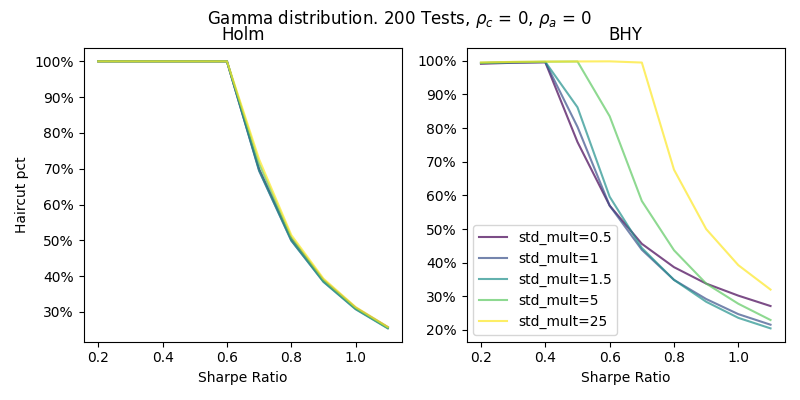 Gamma distribution. 200 Tests, ρc = 0, ρa = 0
Holm
100%
90%
80%
70%
60%
50%
40%
30%
Haircut pct
0.2
0.4
0.6
0.8
1.0
Sharpe Ratio
BHY
100%
90%
80%
70%
60%
50%
40%
30%
20%
std_mult=0.5
std_mult=1
std_mult=1.5
std_mult=5
std_mult=25
0.2
0.4
0.6
0.8
1.0
Sharpe Ratio